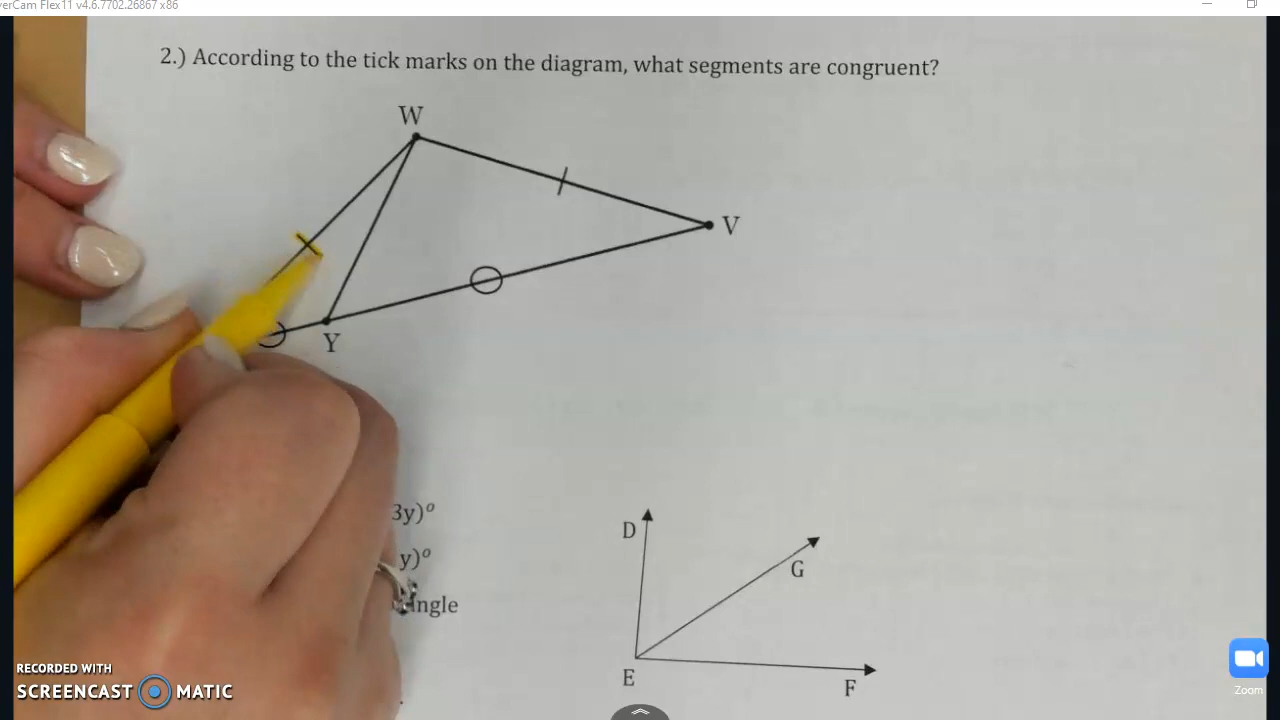 verCam Flex11 v4.6.7702.26867 x86
2.) According to the tick marks on the diagram, what segments are congruent?
W
V
Y
3y)º
y)º
angle
D
G
E
F
RECORDED WITH
SCREENCAST MATIC
Zoom